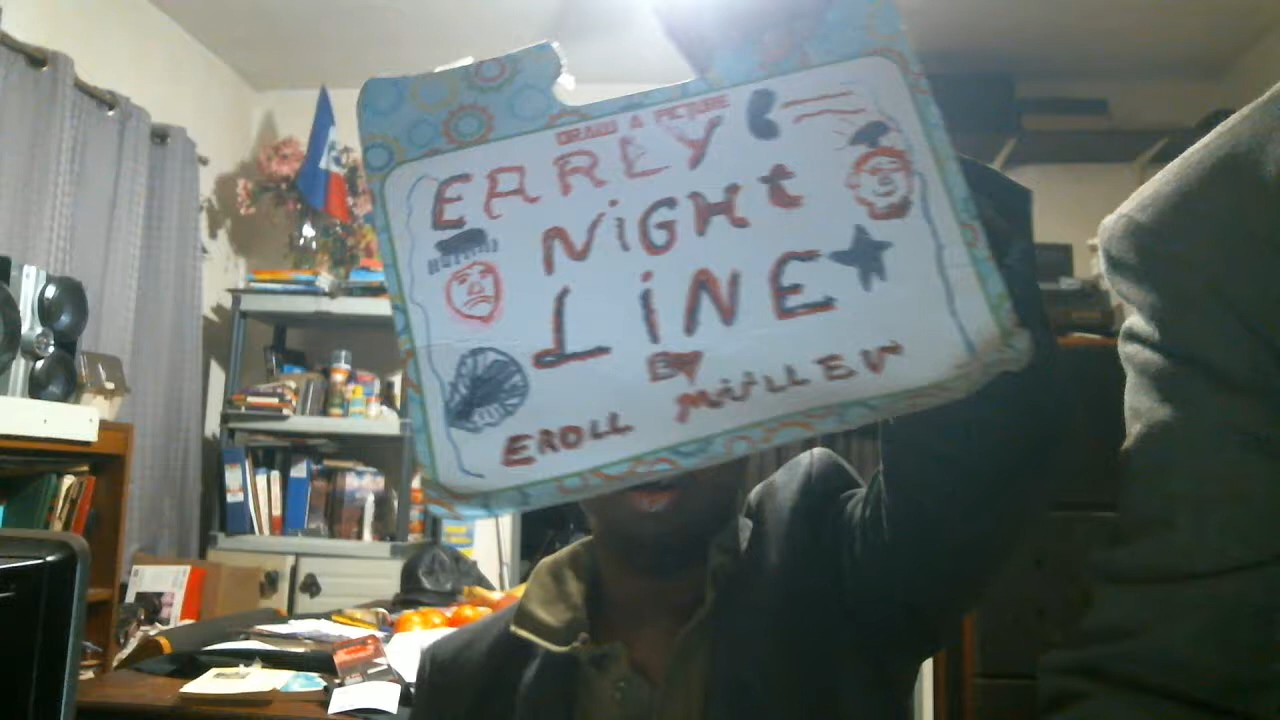 DRAW A PICTURE
EARLY
NiGHt
LiNE
BY
EROLL MÜLLER